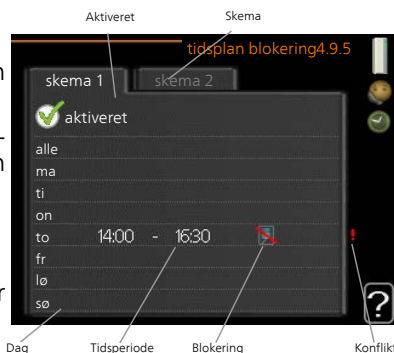 Aktiveret Skema
tidsplan blokering4.9.5
skema 1 skema 2
aktiveret
alle
ma
ti
on
to 14:00 - 16:30
fr
lø
sø
?
Dag Tidsperiode Blokering Konflikt